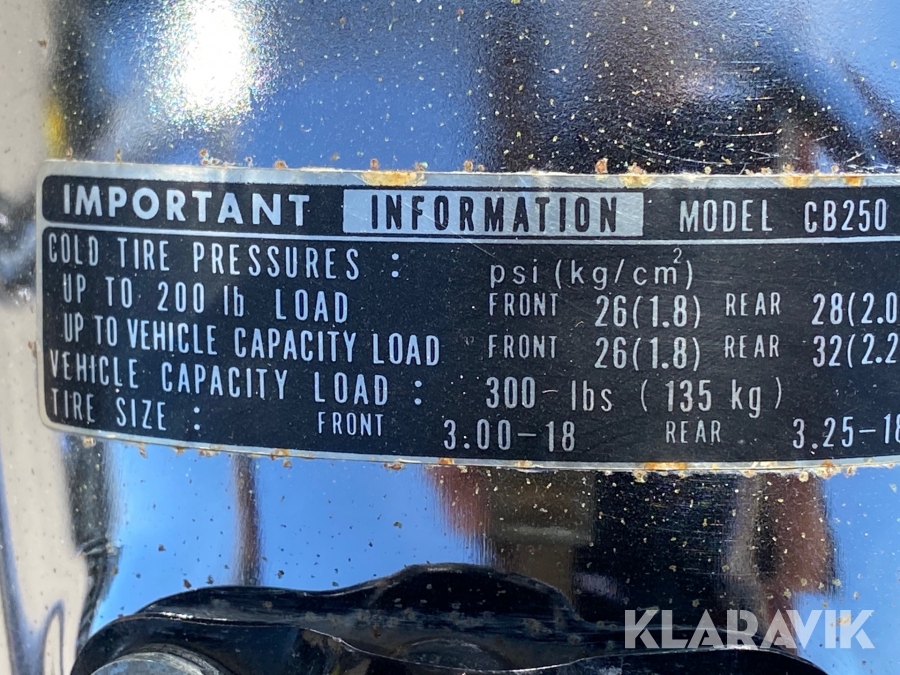 IMPORTANT INFORMATION MODEL CB250
COLD TIRE PRESSURES : psi (kg/cm²)
UP TO 200 lb LOAD FRONT 26(1.8) REAR 28(2.0
UP TO VEHICLE CAPACITY LOAD FRONT 26(1.8) REAR 32(2.2
VEHICLE CAPACITY LOAD : 300-lbs (135 kg)
TIRE SIZE : FRONT 3.00-18 REAR 3.25-18
KLARAVIK